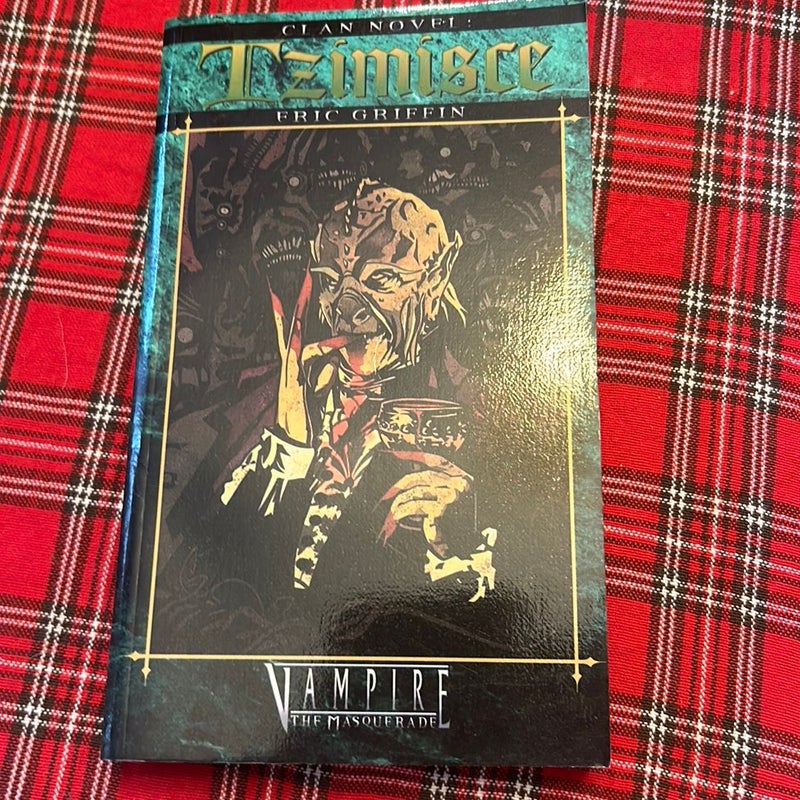 CLAN NOVEL:
Tzimisce
ERIC GRIFFIN
VAMPIRE
THE MASQUERADE